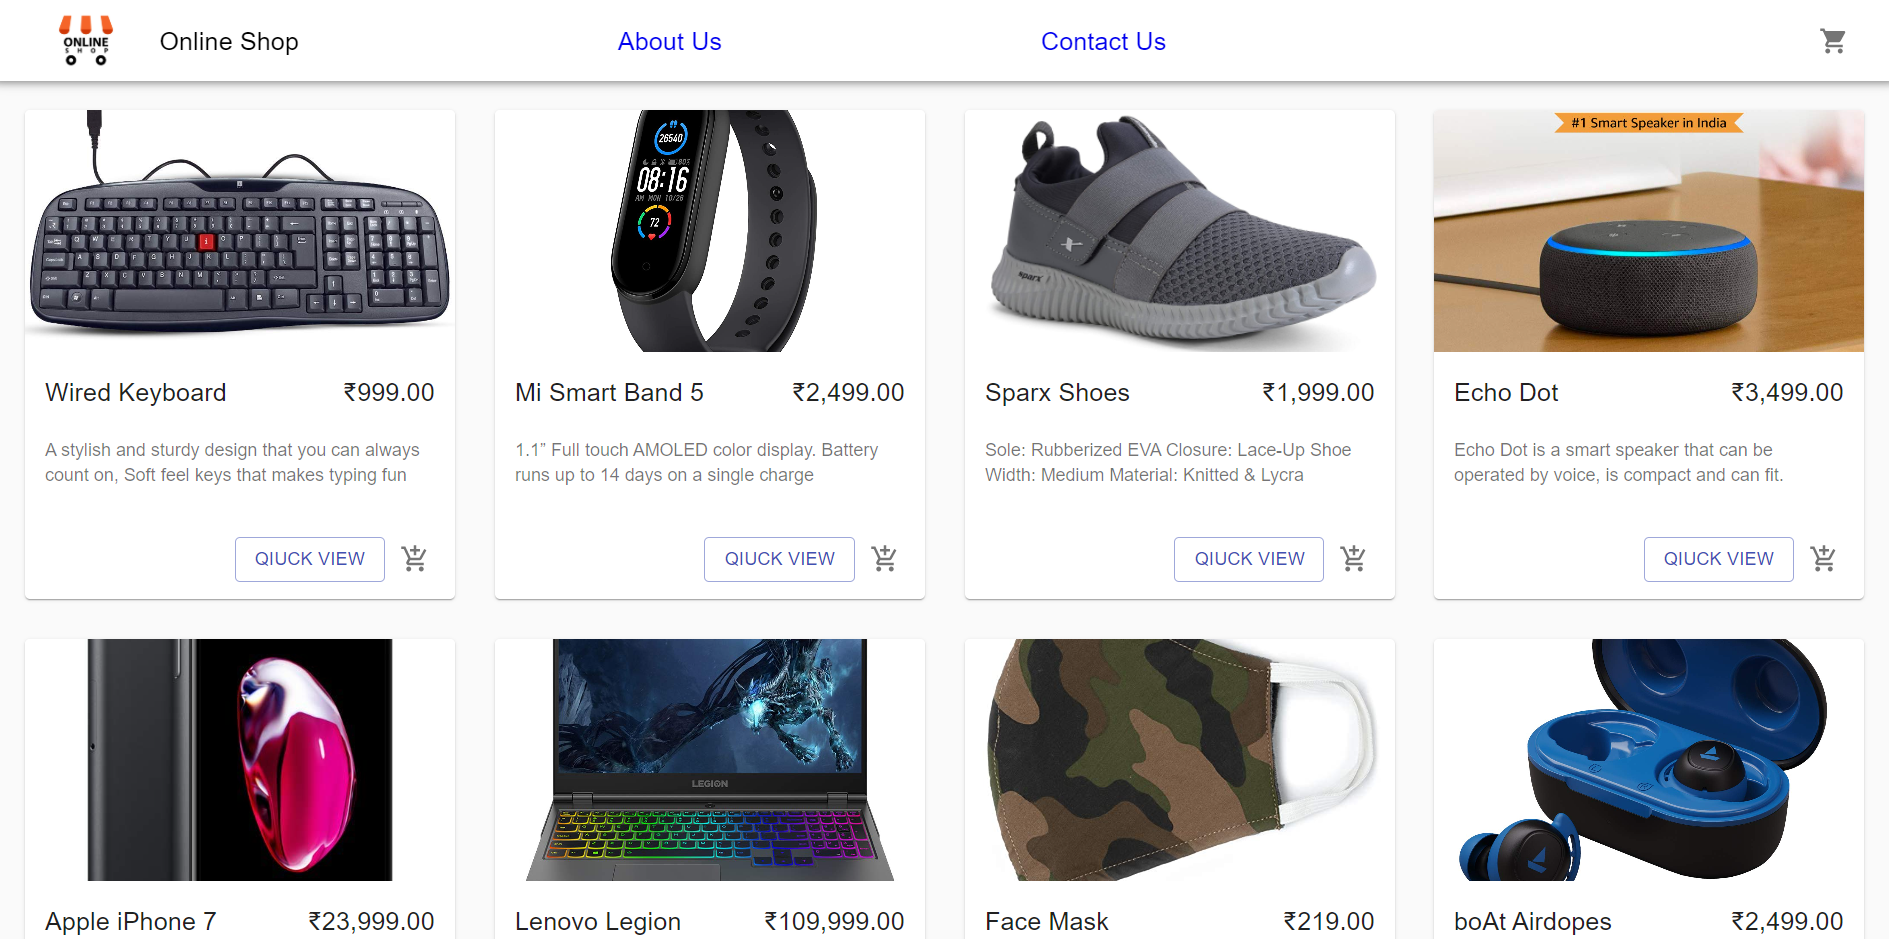 ONLINE
SHOP
Online Shop
About Us
Contact Us
26540
80%
08:16
AM MON 10/26
72
sparx
#1 Smart Speaker in India
Wired Keyboard
₹999.00
Mi Smart Band 5
₹2,499.00
Sparx Shoes
₹1,999.00
Echo Dot
₹3,499.00
A stylish and sturdy design that you can always
count on, Soft feel keys that makes typing fun
1.1” Full touch AMOLED color display. Battery
runs up to 14 days on a single charge
Sole: Rubberized EVA Closure: Lace-Up Shoe
Width: Medium Material: Knitted & Lycra
Echo Dot is a smart speaker that can be
operated by voice, is compact and can fit.
QIUCK VIEW
QIUCK VIEW
QIUCK VIEW
QIUCK VIEW
LEGION
Apple iPhone 7
₹23,999.00
Lenovo Legion
₹109,999.00
Face Mask
₹219.00
boAt Airdopes
₹2,499.00